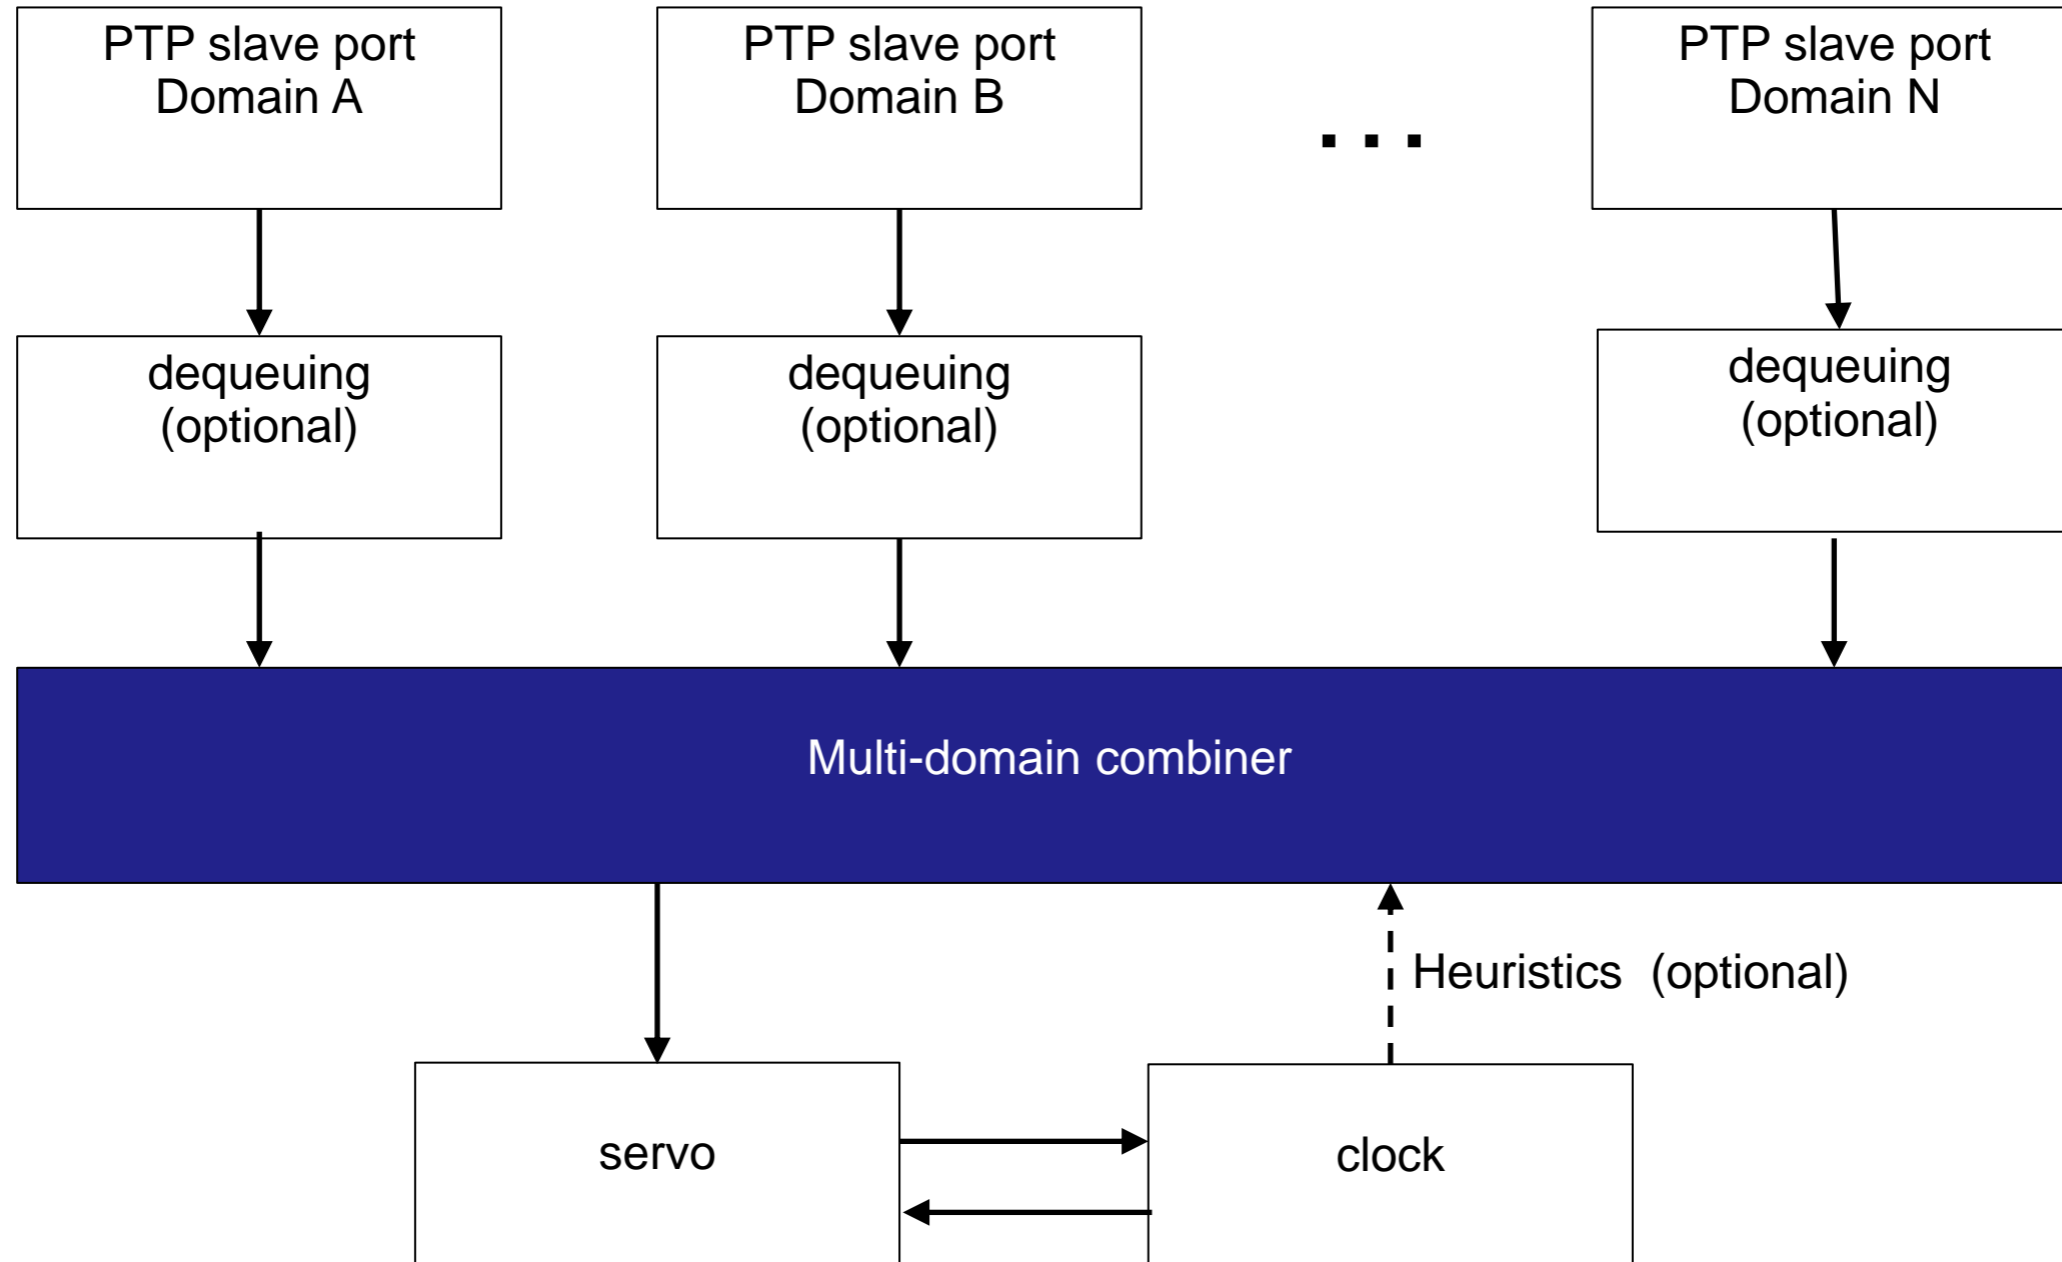 PTP slave port
Domain A
PTP slave port
Domain B
...
PTP slave port
Domain N
dequeuing
(optional)
dequeuing
(optional)
dequeuing
(optional)
Multi-domain combiner
Heuristics (optional)
servo
clock